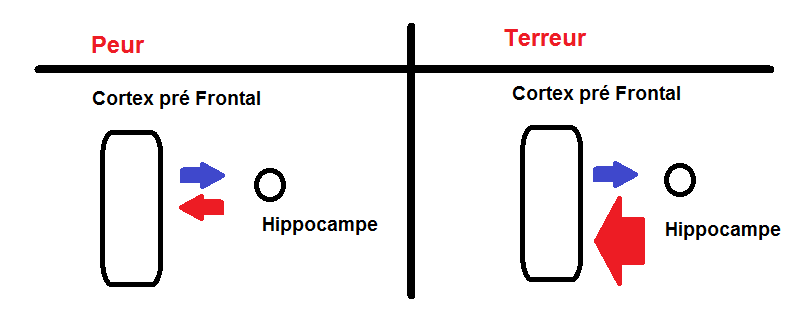 Peur
Terreur
Cortex pré Frontal
Cortex pré Frontal
Hippocampe
Hippocampe